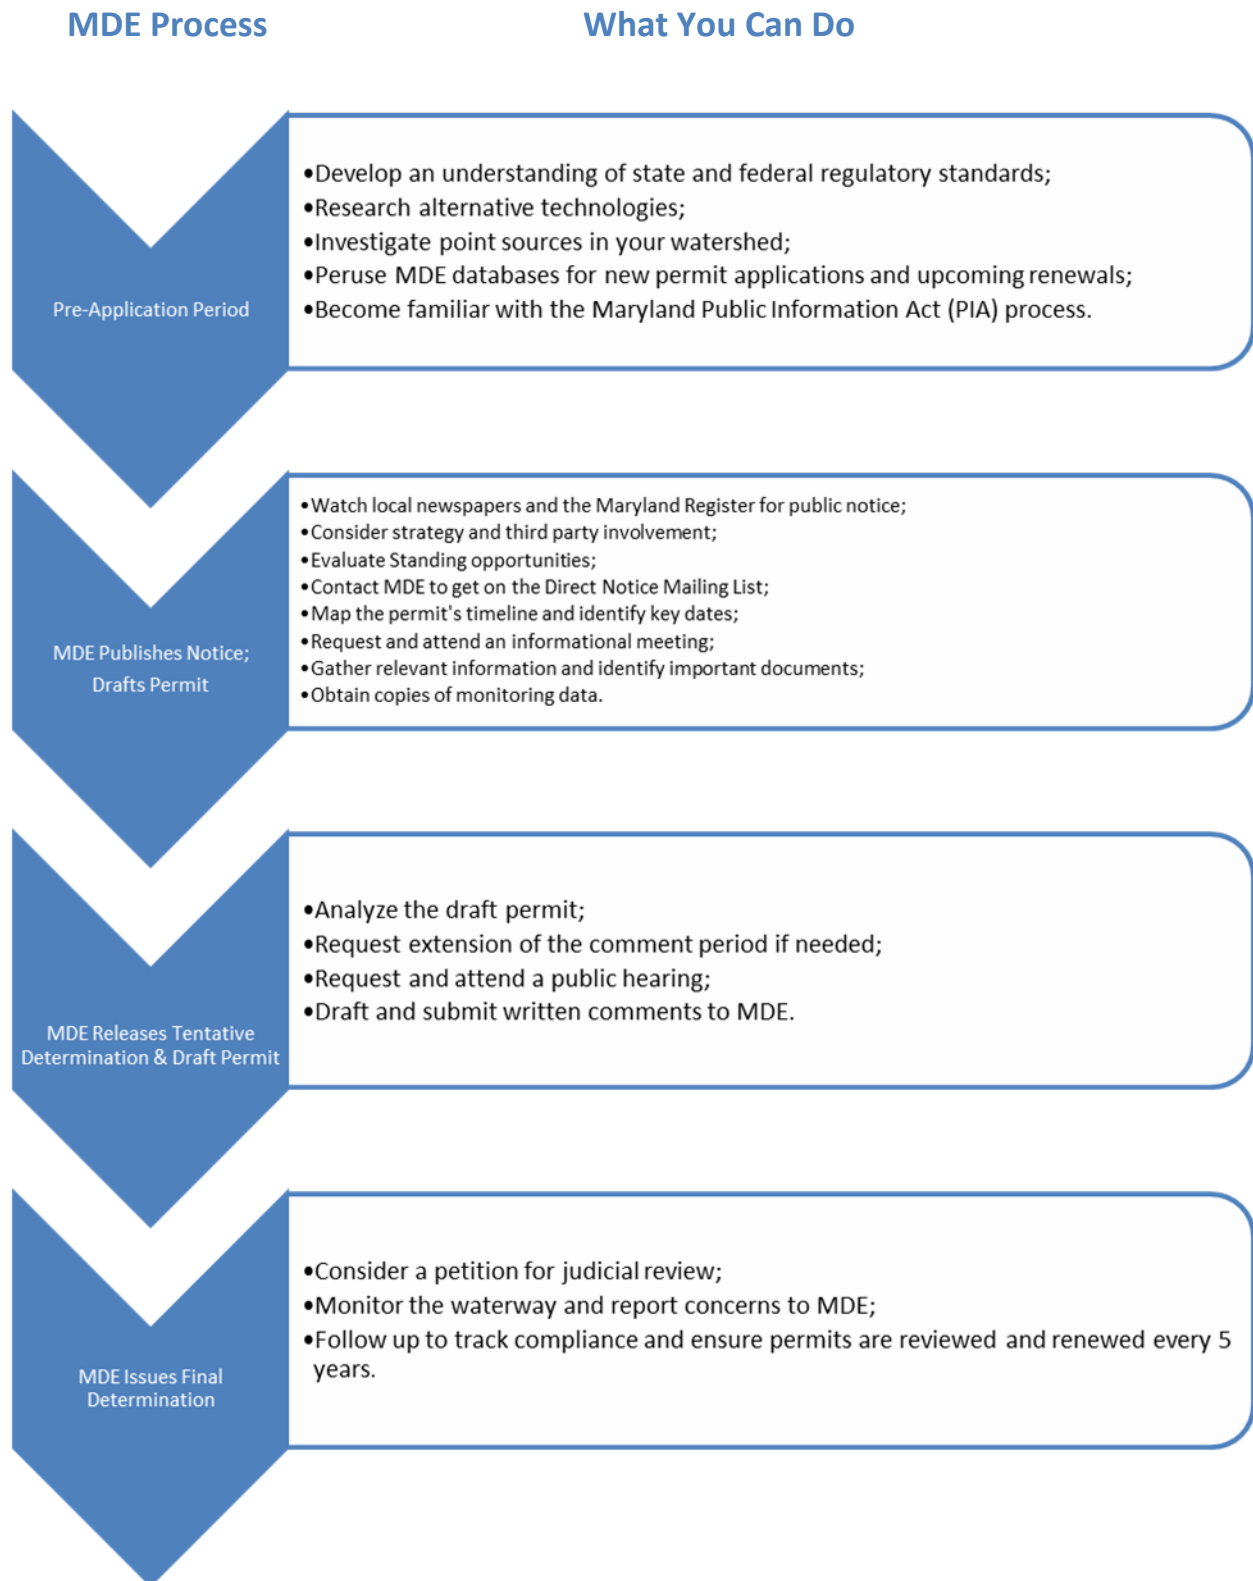 MDE Process
What You Can Do
Pre-Application Period
•Develop an understanding of state and federal regulatory standards;
•Research alternative technologies;
•Investigate point sources in your watershed;
•Peruse MDE databases for new permit applications and upcoming renewals;
•Become familiar with the Maryland Public Information Act (PIA) process.
MDE Publishes Notice;
Drafts Permit
•Watch local newspapers and the Maryland Register for public notice;
•Consider strategy and third party involvement;
•Evaluate Standing opportunities;
•Contact MDE to get on the Direct Notice Mailing List;
•Map the permit's timeline and identify key dates;
•Request and attend an informational meeting;
•Gather relevant information and identify important documents;
•Obtain copies of monitoring data.
MDE Releases Tentative
Determination & Draft Permit
•Analyze the draft permit;
•Request extension of the comment period if needed;
•Request and attend a public hearing;
•Draft and submit written comments to MDE.
MDE Issues Final
Determination
•Consider a petition for judicial review;
•Monitor the waterway and report concerns to MDE;
•Follow up to track compliance and ensure permits are reviewed and renewed every 5
years.